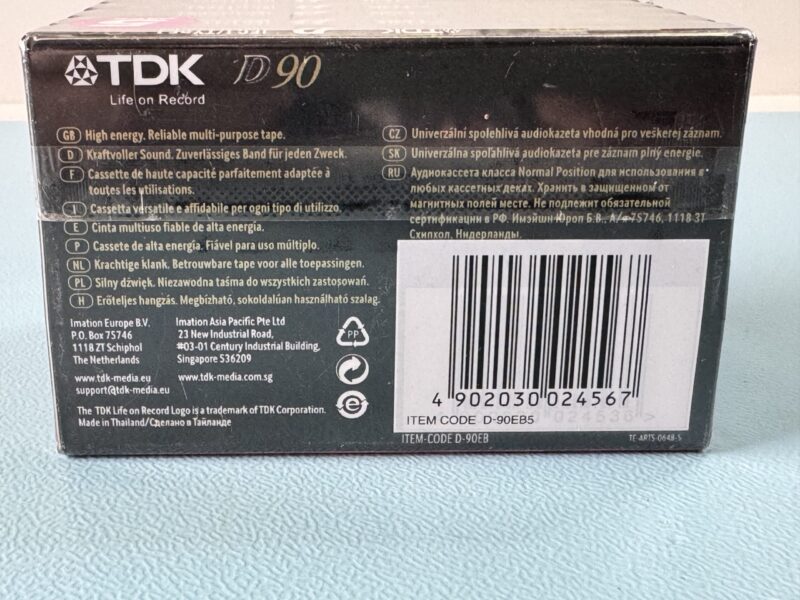 TDK D90
Life on Record
GB High energy. Reliable multi-purpose tape.
D Kraftvoller Sound. Zuverlässiges Band für jeden Zweck.
F Cassette de haute capacité parfaitement adaptée à
toutes les utilisations.
I Cassetta versatile e affidabile per ogni tipo di utilizzo.
E Cinta multiuso fiable de alta energía.
P Cassete de alta energia. Fiável para uso múltiplo.
NL Krachtige klank. Betrouwbare tape voor alle toepassingen.
PL Silny dźwięk. Niezawodna taśma do wszystkich zastosowań.
H Erőteljes hangzás. Megbízható, sokoldalúan használható szalag.
CZ Univerzální spolehlivá audiokazeta vhodná pro veškerej záznam.
SK Univerzálna spoľahlivá audiokazeta pre záznam plný energie.
RU Аудиокассета класса Normal Position для использования в
любых кассетных деках. Хранить в защищенном от
магнитных полей месте. Не подлежит обязательной
сертификации в РФ. Имэйшн Юроп Б.В., А/я 75746, 1118 ЗТ
Схипхол, Нидерланды.
Imation Europe B.V.
P.O. Box 75746
1118 ZT Schiphol
The Netherlands
www.tdk-media.eu
support@tdk-media.eu
Imation Asia Pacific Pte Ltd
23 New Industrial Road,
#03-01 Century Industrial Building,
Singapore 536209
www.tdk-media.com.sg
PP
e
The TDK Life on Record Logo is a trademark of TDK Corporation.
Made in Thailand/Сделано в Таиланде
4 902030 024567
024536 >
ITEM CODE D-90EB5
ITEM-CODE D-90EB
TE-ARTS-0648-5